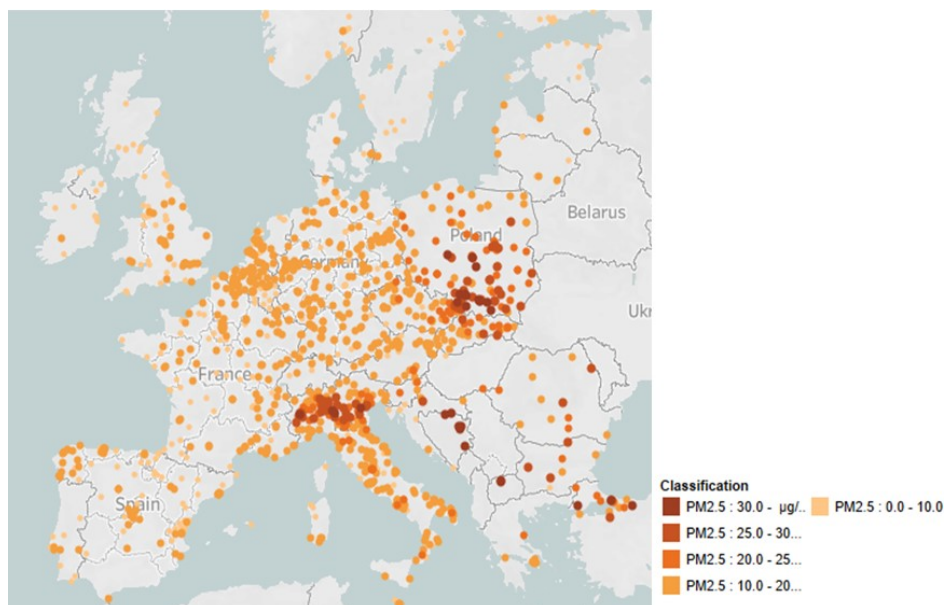 Belarus
Poland
Germany
Ukr
France
Spain
Classification
PM2.5 : 30.0 - µg/..
PM2.5 : 0.0 - 10.0
PM2.5 : 25.0 - 30...
PM2.5 : 20.0 - 25...
PM2.5 : 10.0 - 20...